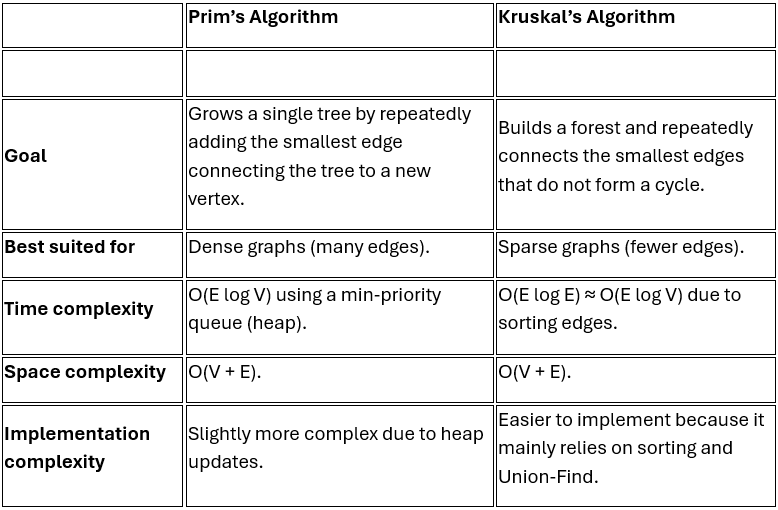 Prim’s Algorithm
Kruskal’s Algorithm
Goal
Grows a single tree by repeatedly
adding the smallest edge
connecting the tree to a new
vertex.
Builds a forest and repeatedly
connects the smallest edges
that do not form a cycle.
Best suited for
Dense graphs (many edges).
Sparse graphs (fewer edges).
Time complexity
O(E log V) using a min-priority
queue (heap).
O(E log E) ≈ O(E log V) due to
sorting edges.
Space complexity
O(V + E).
O(V + E).
Implementation
complexity
Slightly more complex due to heap
updates.
Easier to implement because it
mainly relies on sorting and
Union-Find.